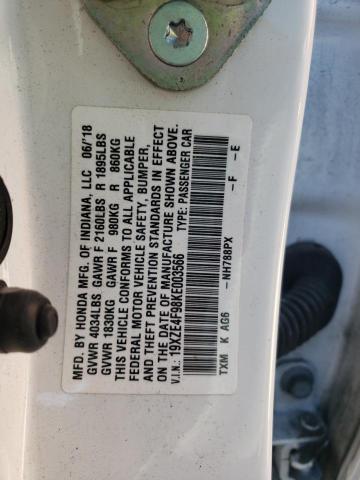 MFD. BY HONDA MFG. OF INDIANA, LLC 06/'18
GVWR 4034LBS GAWR F 2160LBS R 1895LBS
GVWR 1830KG GAWR F 980KG R 860KG
THIS VEHICLE CONFORMS TO ALL APPLICABLE
FEDERAL MOTOR VEHICLE SAFETY, BUMPER,
AND THEFT PREVENTION STANDARDS IN EFFECT
ON THE DATE OF MANUFACTURE SHOWN ABOVE.
V.I.N.: 19XZE4F98KE003566 TYPE: PASSENGER CAR
NH788PX -F -E
TXM K AG6